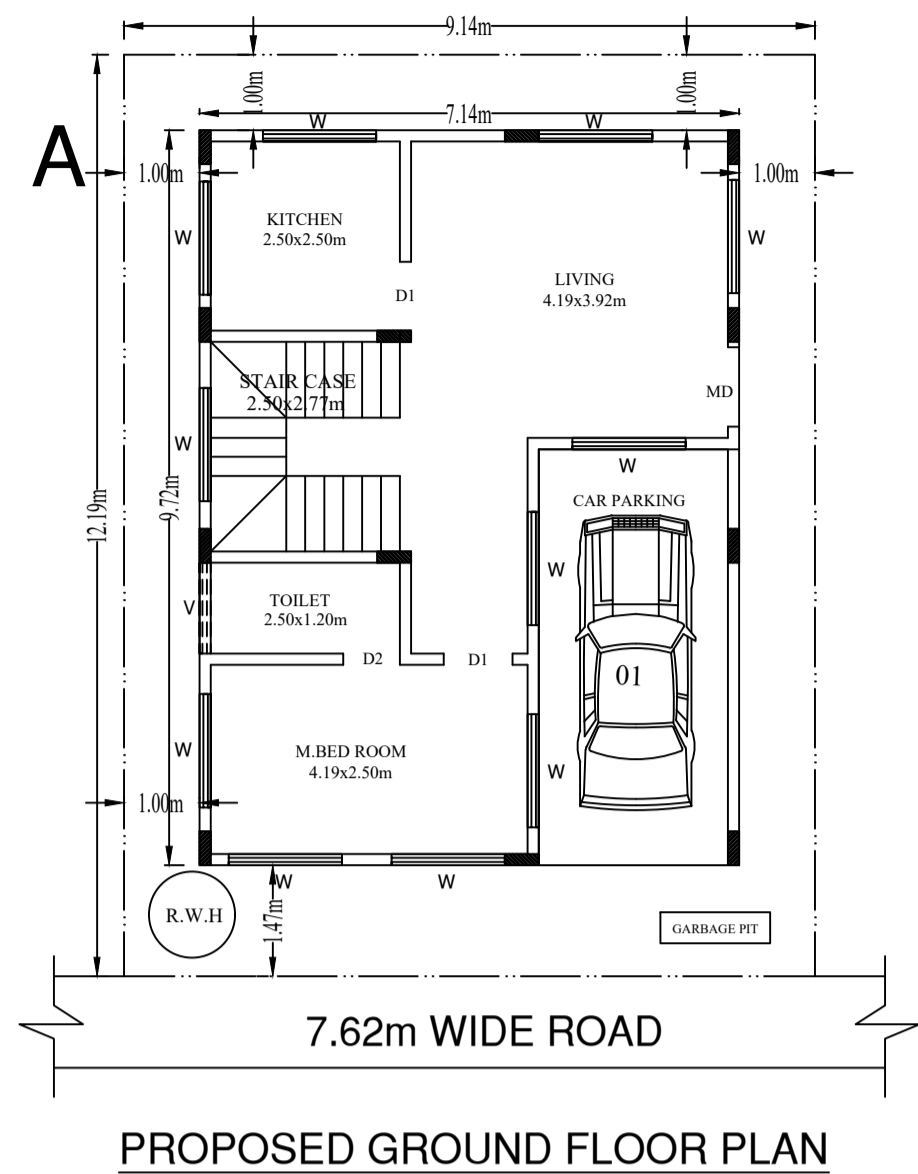 9.14m
1.00m
1.00m
7.14m
W
W
A
1.00m
1.00m
KITCHEN
2.50x2.50m
W
W
LIVING
4.19x3.92m
D1
STAIR CASE
2.50x2.77m
MD
W
W
CAR PARKING
12.19m
9.72m
W
TOILET
2.50x1.20m
V
D2
D1
01
M.BED ROOM
4.19x2.50m
W
W
1.00m
W
W
R.W.H
1.47m
GARBAGE PIT
7.62m WIDE ROAD
PROPOSED GROUND FLOOR PLAN